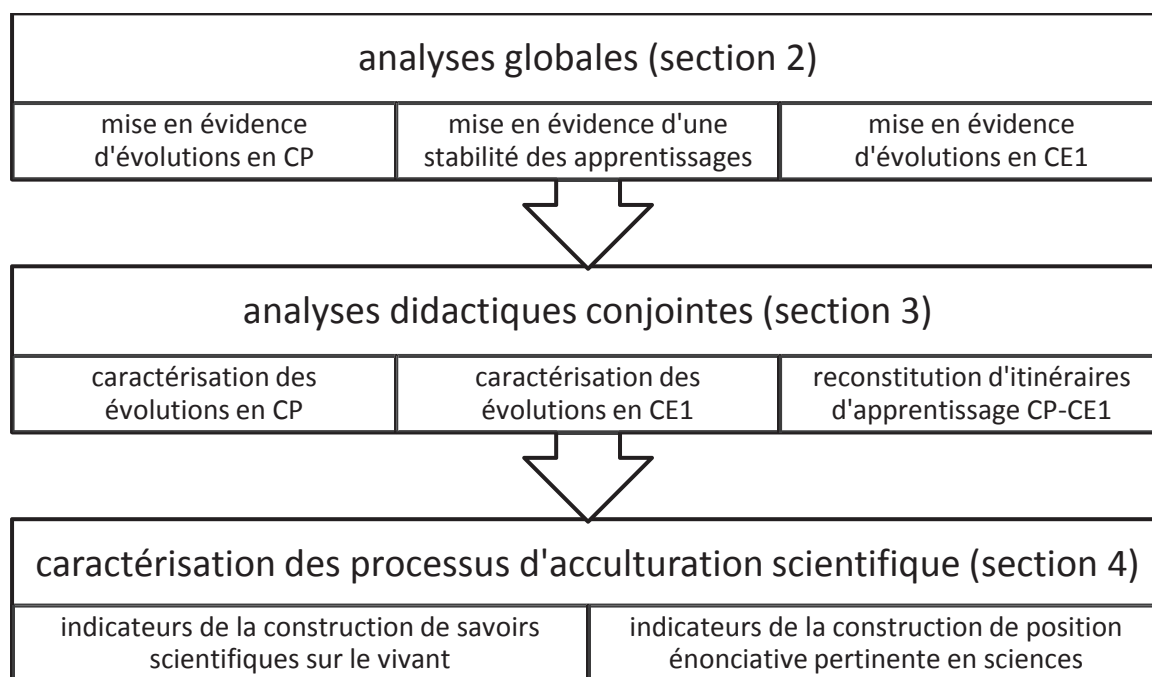 analyses globales (section 2)
mise en évidence
d'évolutions en CP
mise en évidence d'une
stabilité des apprentissages
mise en évidence
d'évolutions en CE1
analyses didactiques conjointes (section 3)
caractérisation des
évolutions en CP
caractérisation des
évolutions en CE1
reconstitution d'itinéraires
d'apprentissage CP-CE1
caractérisation des processus d'acculturation scientifique (section 4)
indicateurs de la construction de savoirs
scientifiques sur le vivant
indicateurs de la construction de position
énonciative pertinente en sciences